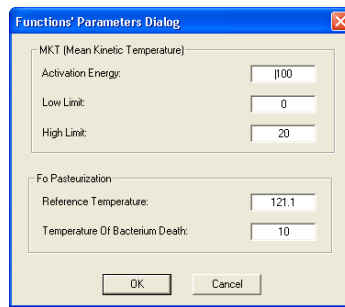 Functions' Parameters Dialog
MKT (Mean Kinetic Temperature)
Activation Energy: 100
Low Limit: 0
High Limit: 20
Fo Pasteurization
Reference Temperature: 121.1
Temperature Of Bacterium Death: 10
OK Cancel